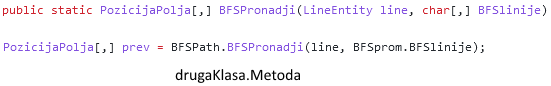 public static PozicijaPolja[,] BFSPronadji(LineEntity line, char[,] BFSlinije)
PozicijaPolja[,] prev = BFSPath.BFSPronadji(line, BFSprom.BFSlinije);
drugaKlasa.Metoda